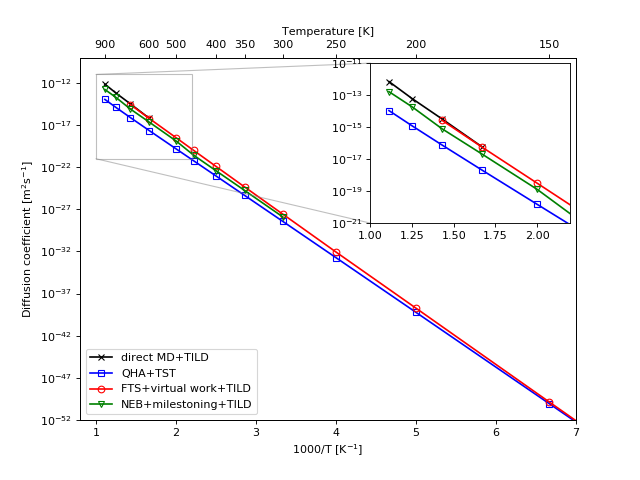 Temperature [K]
900 600 500 400 350 300 250 200 150
10⁻¹²
10⁻¹⁷
10⁻²²
10⁻²⁷
10⁻³²
10⁻³⁷
10⁻⁴²
10⁻⁴⁷
10⁻⁵²
Diffusion coefficient [m²s⁻¹]
10⁻¹¹
10⁻¹³
10⁻¹⁵
10⁻¹⁷
10⁻¹⁹
10⁻²¹
1.00 1.25 1.50 1.75 2.00
direct MD+TILD
QHA+TST
FTS+virtual work+TILD
NEB+milestoning+TILD
1 2 3 4 5 6 7
1000/T [K⁻¹]